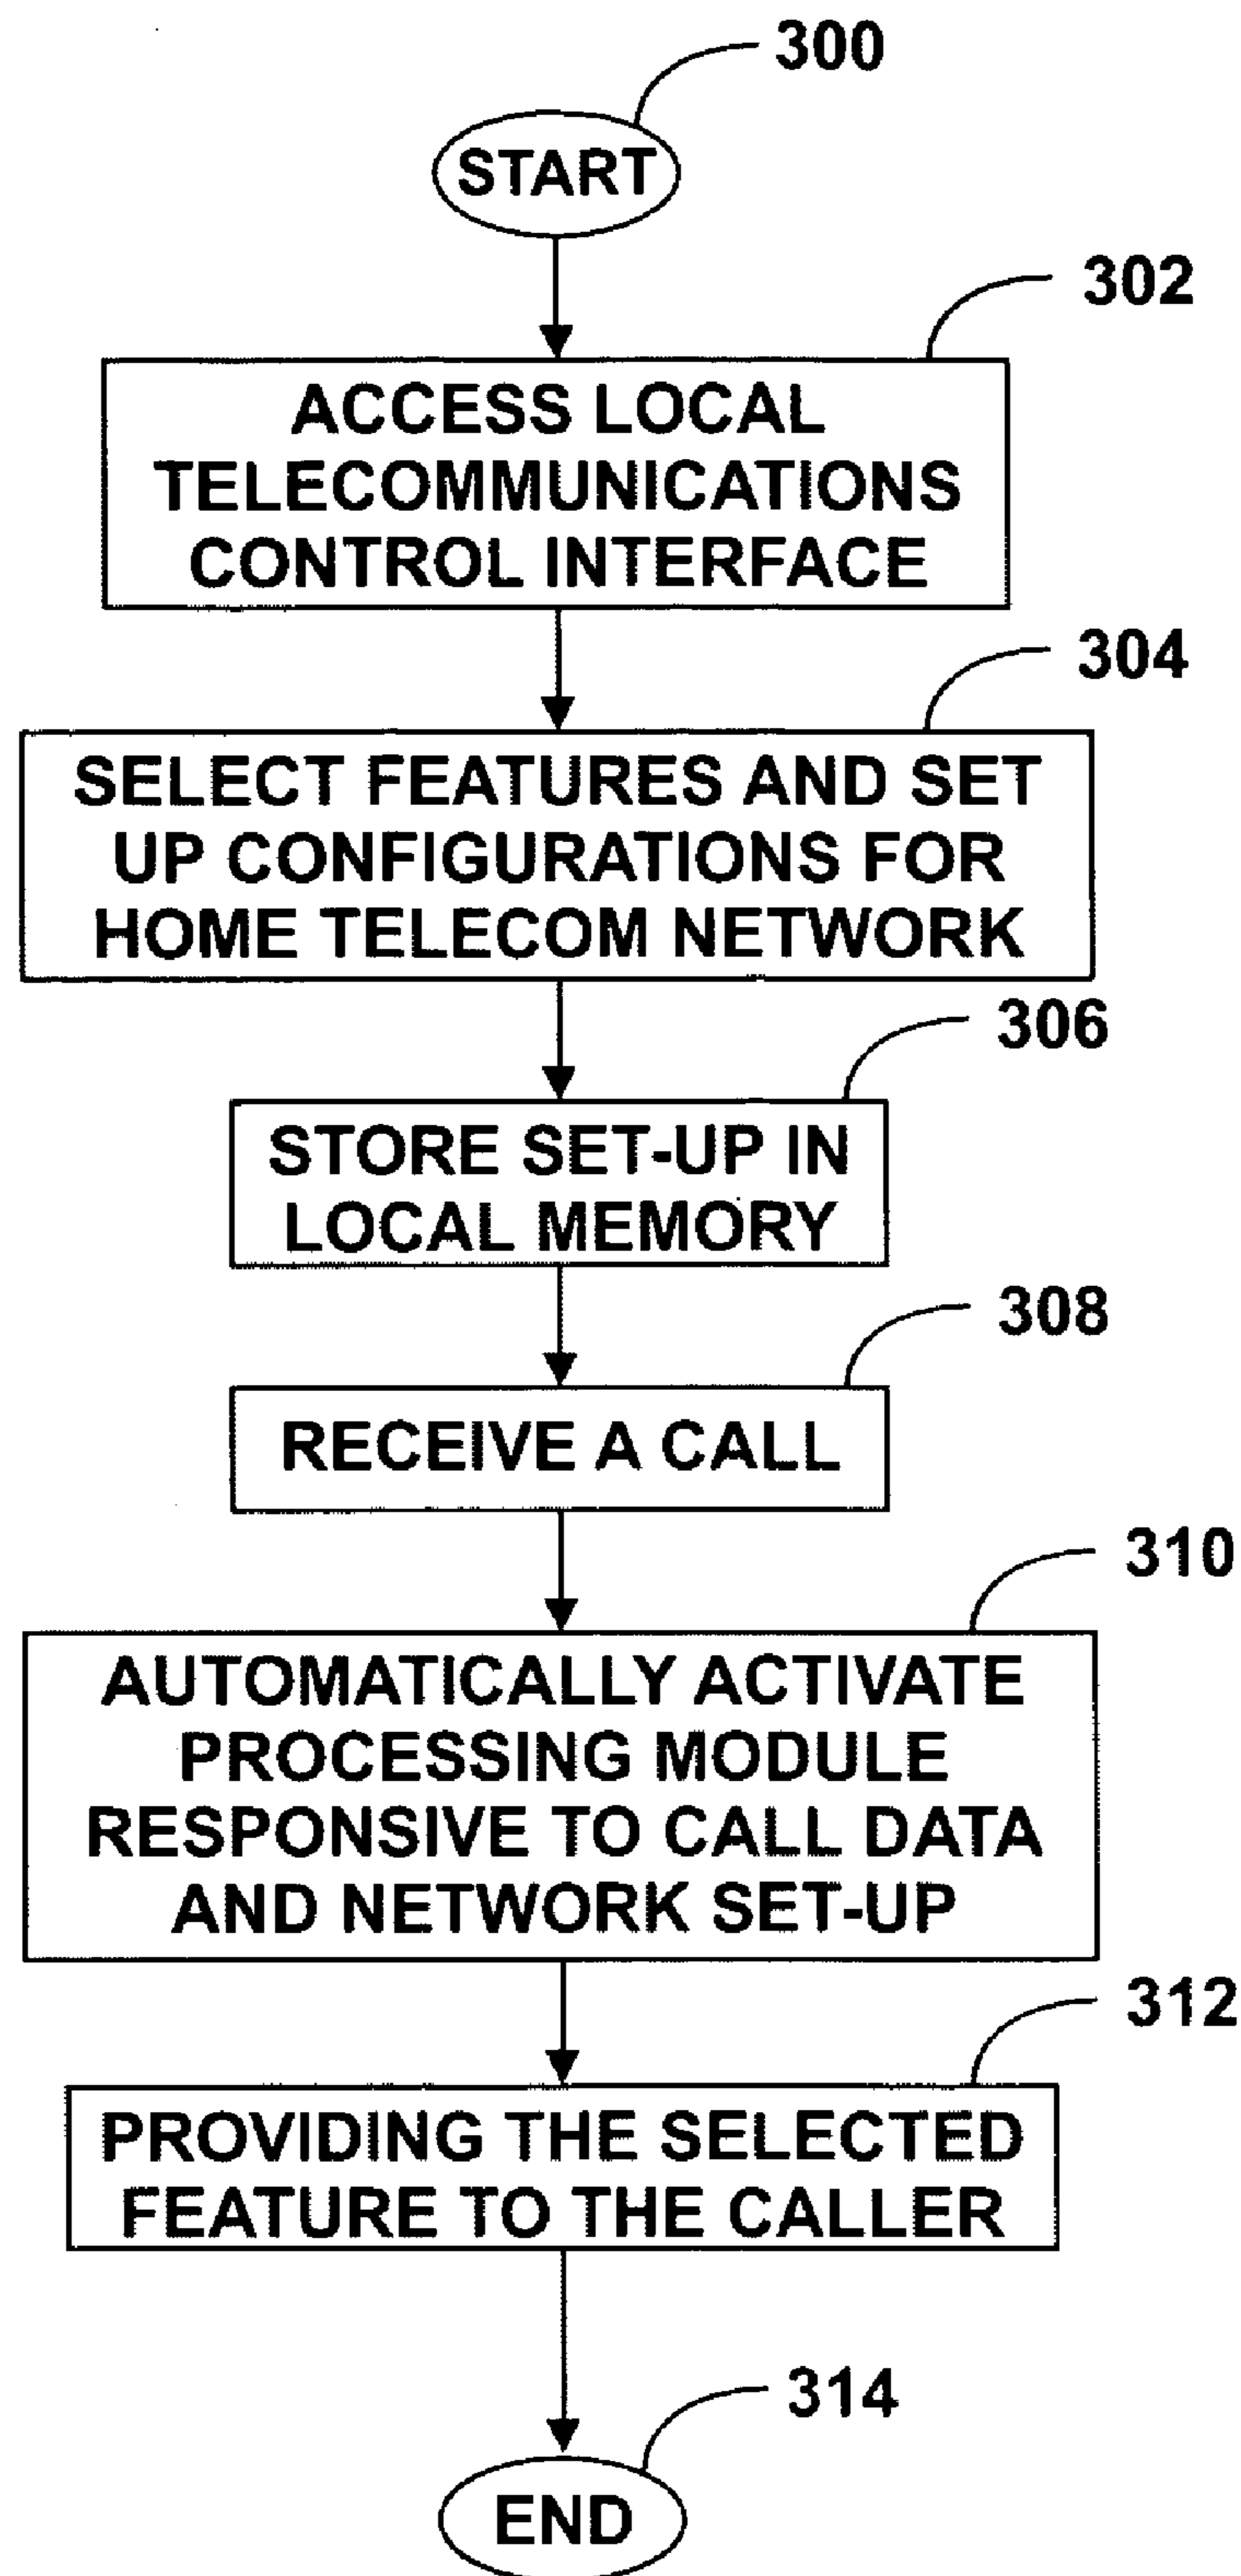 300
START
302
ACCESS LOCAL
TELECOMMUNICATIONS
CONTROL INTERFACE
304
SELECT FEATURES AND SET
UP CONFIGURATIONS FOR
HOME TELECOM NETWORK
306
STORE SET-UP IN
LOCAL MEMORY
308
RECEIVE A CALL
310
AUTOMATICALLY ACTIVATE
PROCESSING MODULE
RESPONSIVE TO CALL DATA
AND NETWORK SET-UP
312
PROVIDING THE SELECTED
FEATURE TO THE CALLER
314
END